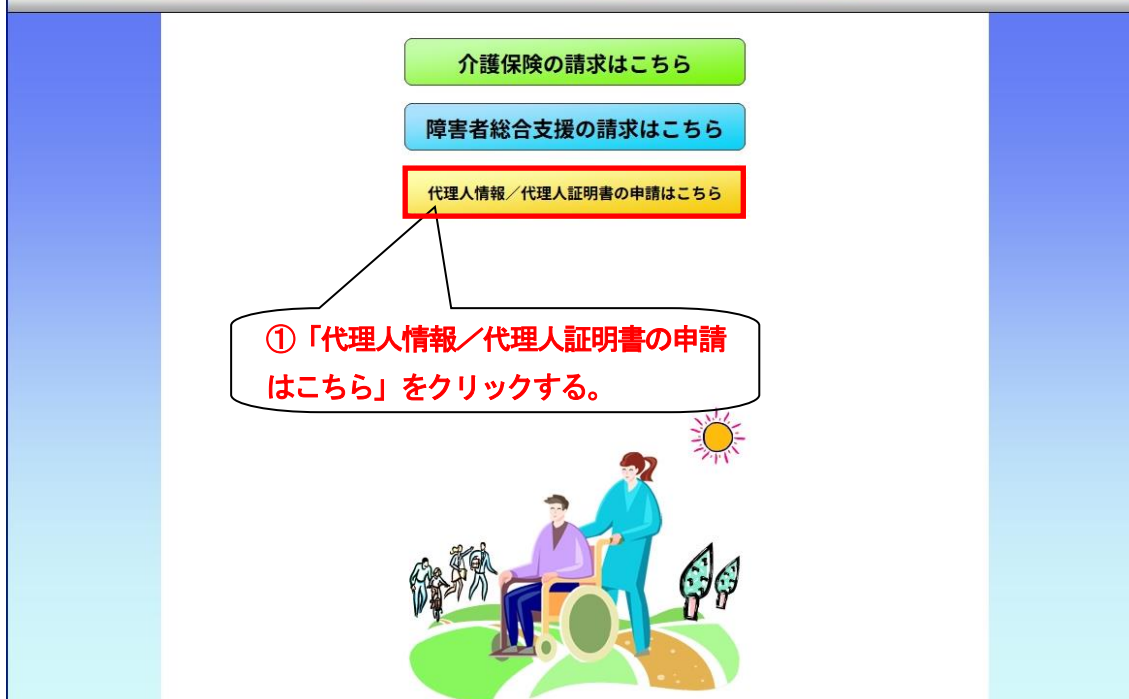 介護保険の請求はこちら
障害者総合支援の請求はこちら
代理人情報／代理人証明書の申請はこちら
①「代理人情報／代理人証明書の申請
はこちら」をクリックする。